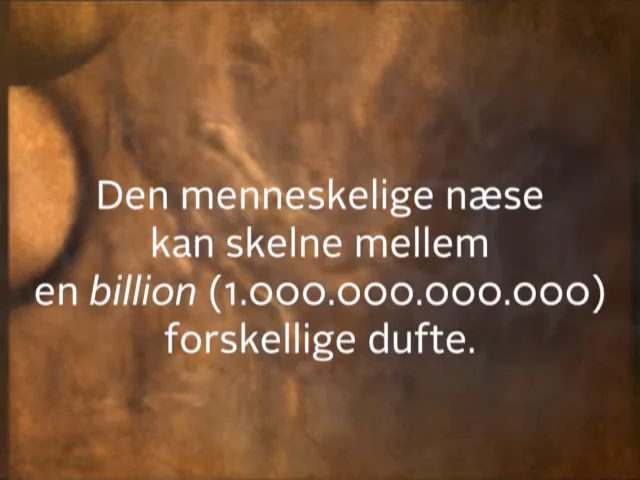 Den menneskelige næse
kan skelne mellem
en billion (1.000.000.000.000)
forskellige dufte.